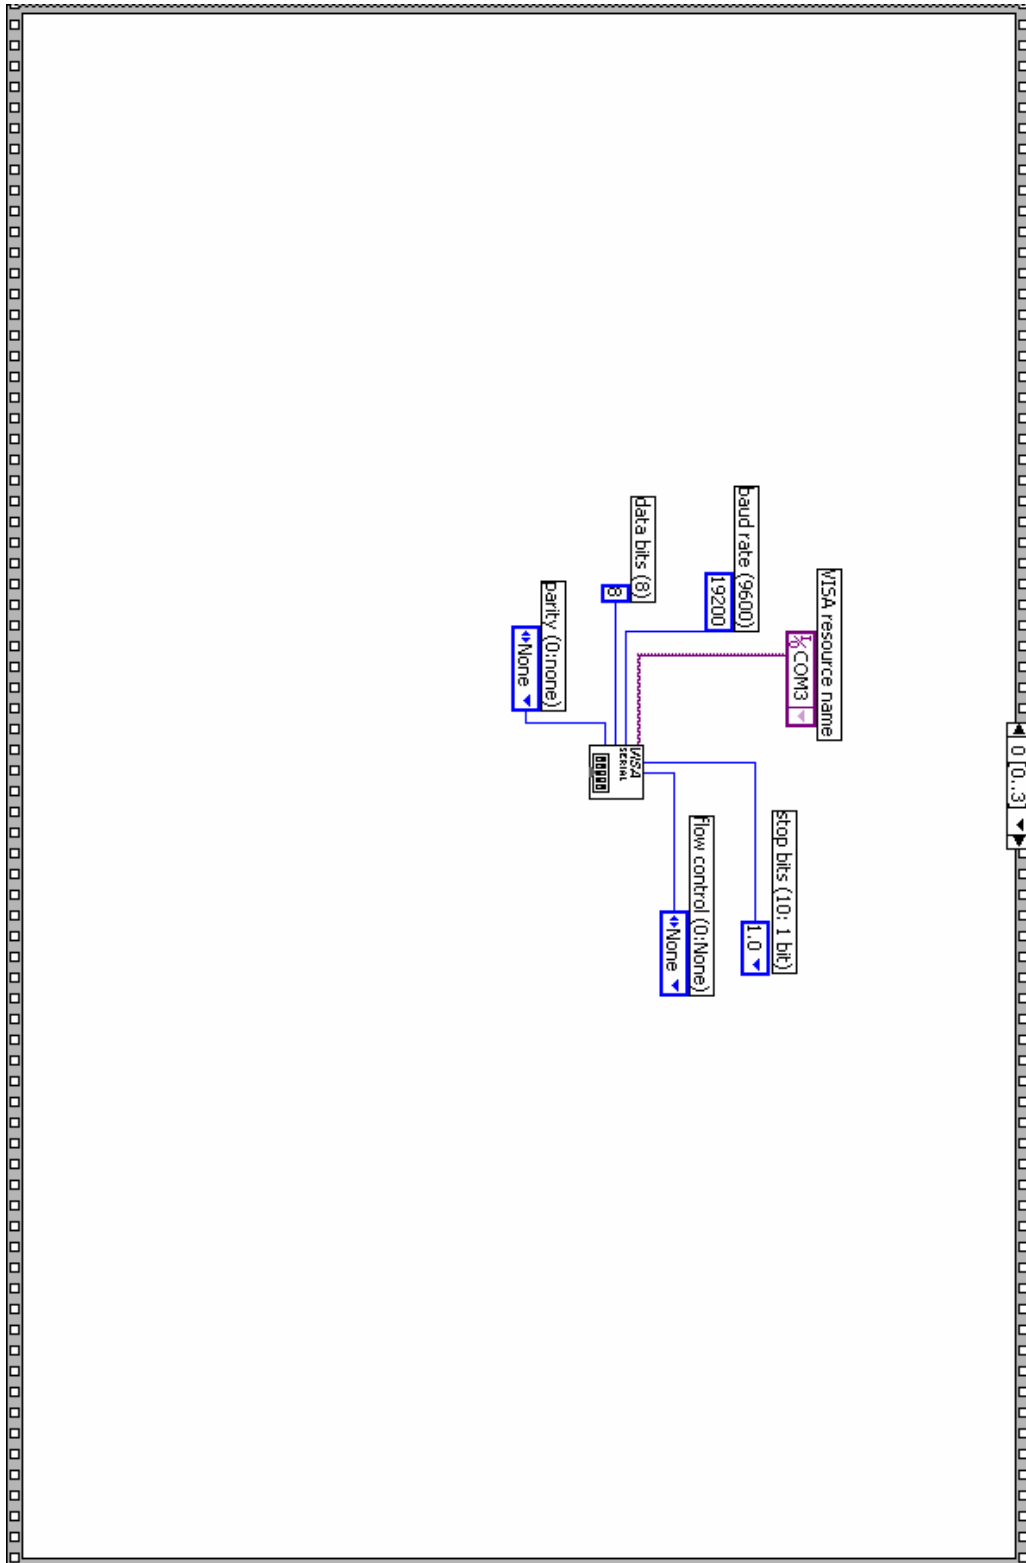 0 [0..3]
VISA resource name
COM3
baud rate (9600)
19200
data bits (8)
8
parity (0:none)
None
stop bits (10: 1 bit)
1.0
flow control (0:None)
None
VISA
SERIAL